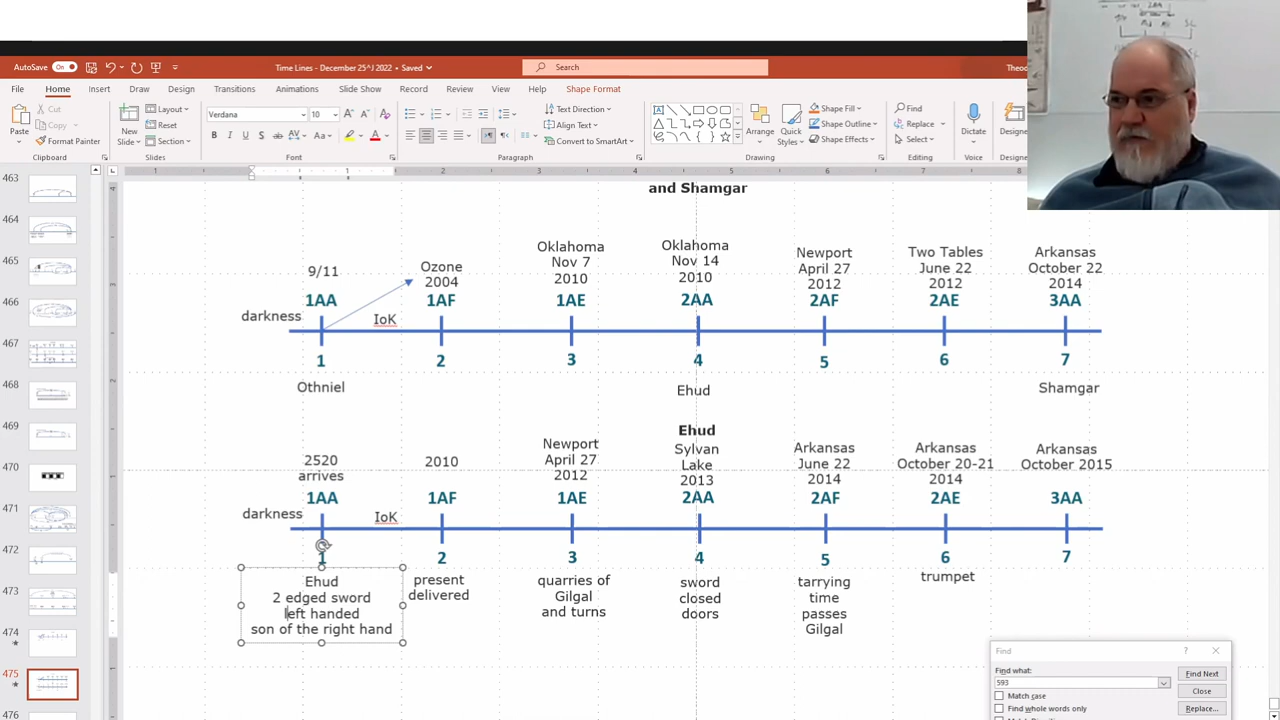 AutoSave On
Time Lines - December 25^J 2022 • Saved
Search
Theod
File Home Insert Draw Design Transitions Animations Slide Show Record Review View Help Shape Format
Paste
Cut
Copy
Format Painter
Clipboard
New
Slide
Layout
Reset
Section
Slides
Verdana 10
Font
Paragraph
Text Direction
Align Text
Convert to SmartArt
Arrange
Quick
Styles
Shape Fill
Shape Outline
Shape Effects
Drawing
Find
Replace
Select
Editing
Dictate
Voice
Designe
Designe
463
464
465
466
467
468
469
470
471
472
473
474
475
476
and Shamgar
9/11
Ozone
2004
Oklahoma
Nov 7
2010
Oklahoma
Nov 14
2010
Newport
April 27
2012
Two Tables
June 22
2012
Arkansas
October 22
2014
1AA 1AF 1AE 2AA 2AF 2AE 3AA
darkness IoK
1 2 3 4 5 6 7
Othniel Ehud Shamgar
Ehud
2520
arrives
2010
Newport
April 27
2012
Sylvan
Lake
2013
Arkansas
June 22
2014
Arkansas
October 20-21
2014
Arkansas
October 2015
1AA 1AF 1AE 2AA 2AF 2AE 3AA
darkness IoK
1 2 3 4 5 6 7
Ehud
2 edged sword
left handed
son of the right hand
present
delivered
quarries of
Gilgal
and turns
sword
closed
doors
tarrying
time
passes
Gilgal
trumpet
Find
Find what:
593
Match case
Find whole words only
Find Next
Close
Replace...